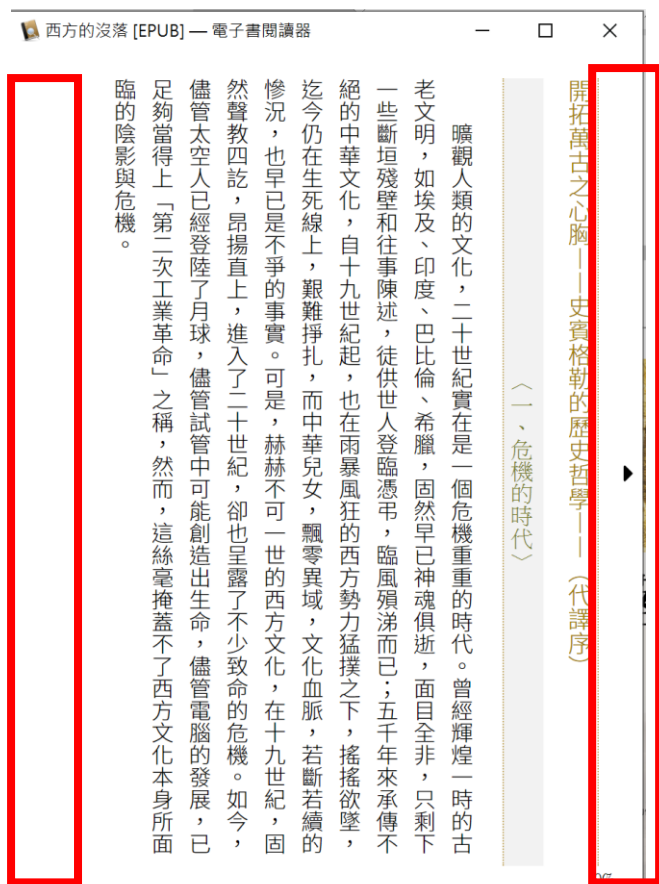 西方的沒落 [EPUB] — 電子書閱讀器
開拓萬古之心胸——史賓格勒的歷史哲學——（代譯序）
〈一、危機的時代〉
曠觀人類的文化，二十世紀實在是一個危機重重的時代。曾經輝煌一時的古
老文明，如埃及、印度、巴比倫、希臘，固然早已神魂俱逝，面目全非，只剩下
一些斷垣殘壁和往事陳述，徒供世人登臨憑弔，臨風殞涕而已；五千年來承傳不
絕的中華文化，自十九世紀起，也在雨暴風狂的西方勢力猛撲之下，搖搖欲墜，
迄今仍在生死線上，艱難掙扎，而中華兒女，飄零異域，文化血脈，若斷若續的
慘況，也早已是不爭的事實。可是，赫赫不可一世的西方文化，在十九世紀，固
然聲教四訖，昂揚直上，進入了二十世紀，卻也呈露了不少致命的危機。如今，
儘管太空人已經登陸了月球，儘管試管中可能創造出生命，儘管電腦的發展，已
足夠當得上「第二次工業革命」之稱，然而，這絲毫掩蓋不了西方文化本身所面
臨的陰影與危機。